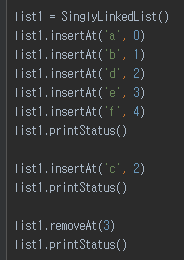 list1 = SinglyLinkedList()
list1.insertAt('a', 0)
list1.insertAt('b', 1)
list1.insertAt('d', 2)
list1.insertAt('e', 3)
list1.insertAt('f', 4)
list1.printStatus()
list1.insertAt('c', 2)
list1.printStatus()
list1.removeAt(3)
list1.printStatus()